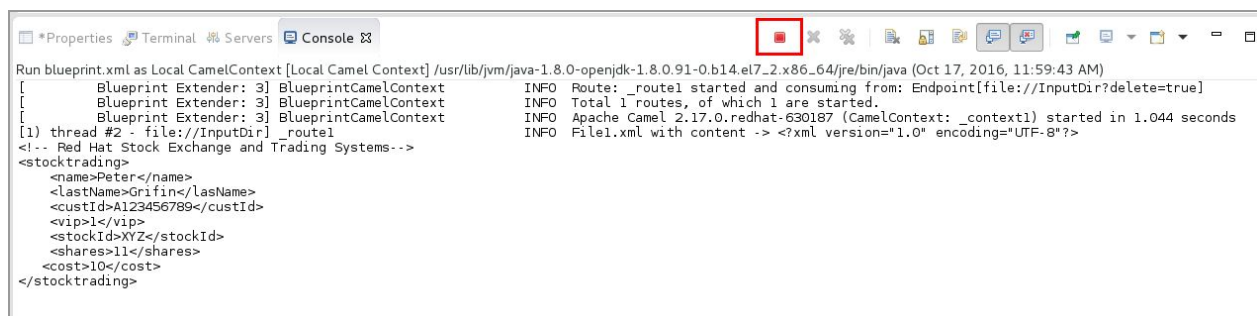 *Properties Terminal Servers Console
Run blueprint.xml as Local CamelContext [Local Camel Context] /usr/lib/jvm/java-1.8.0-openjdk-1.8.0.91-0.b14.el7_2.x86_64/jre/bin/java (Oct 17, 2016, 11:59:43 AM)
[         Blueprint Extender: 3] BlueprintCamelContext          INFO  Route: _route1 started and consuming from: Endpoint[file://InputDir?delete=true]
[         Blueprint Extender: 3] BlueprintCamelContext          INFO  Total 1 routes, of which 1 are started.
[         Blueprint Extender: 3] BlueprintCamelContext          INFO  Apache Camel 2.17.0.redhat-630187 (CamelContext: _context1) started in 1.044 seconds
[1) thread #2 - file://InputDir] _route1                        INFO  File1.xml with content -> <?xml version="1.0" encoding="UTF-8"?>
<!-- Red Hat Stock Exchange and Trading Systems-->
<stocktrading>
    <name>Peter</name>
    <lastName>Grifin</lasName>
    <custId>A123456789</custId>
    <vip>1</vip>
    <stockId>XYZ</stockId>
    <shares>11</shares>
   <cost>10</cost>
</stocktrading>